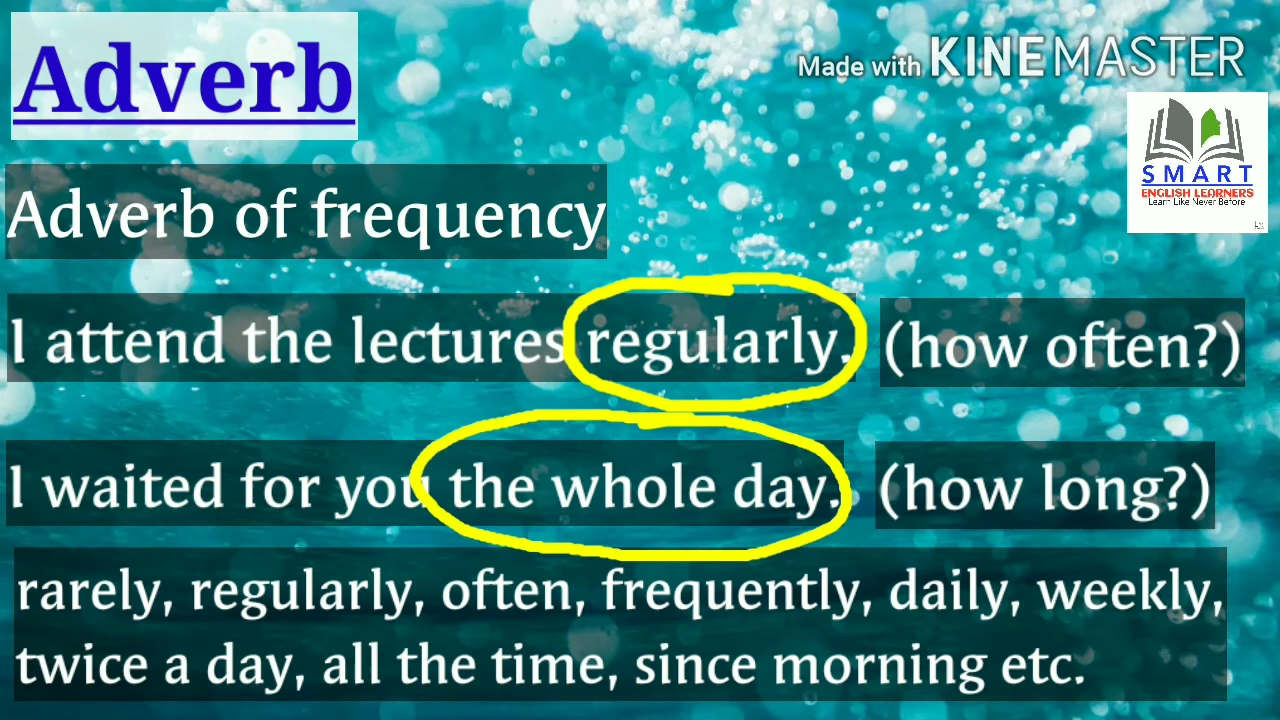 Adverb
Made with KINEMASTER
SMART
ENGLISH LEARNERS
Learn Like Never Before
Adverb of frequency
I attend the lectures regularly. (how often?)
I waited for you the whole day. (how long?)
rarely, regularly, often, frequently, daily, weekly,
twice a day, all the time, since morning etc.